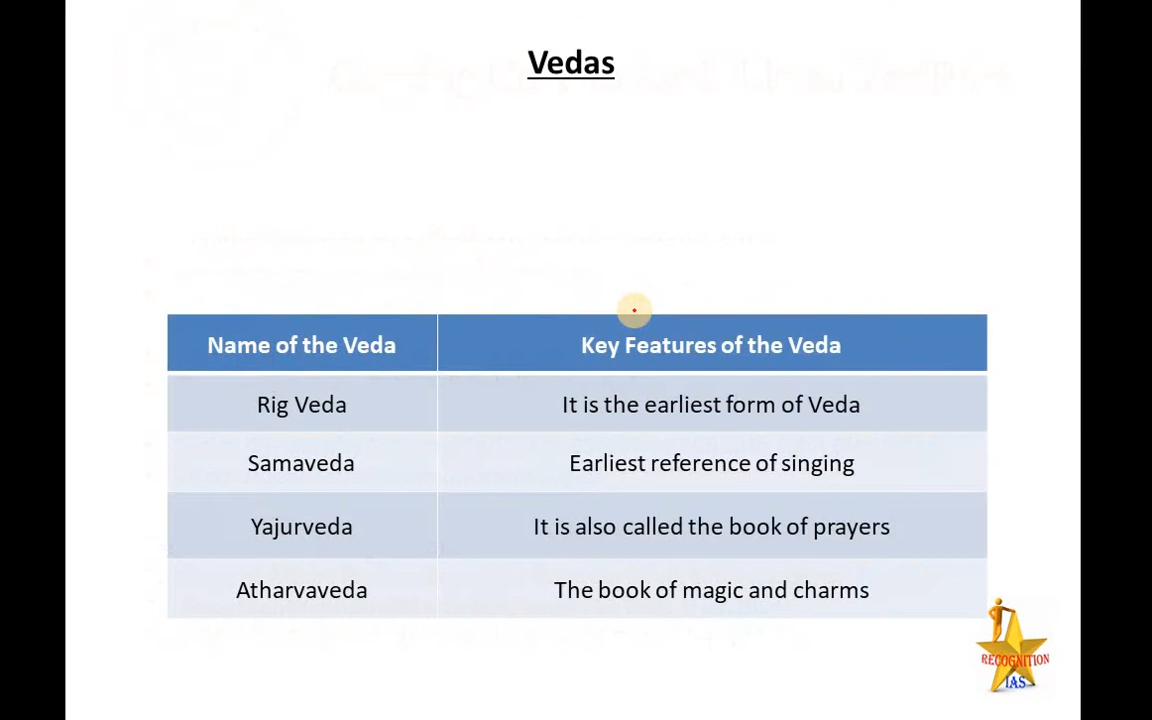 Vedas
Name of the Veda Key Features of the Veda
Rig Veda It is the earliest form of Veda
Samaveda Earliest reference of singing
Yajurveda It is also called the book of prayers
Atharvaveda The book of magic and charms
RECOGNITION
IAS